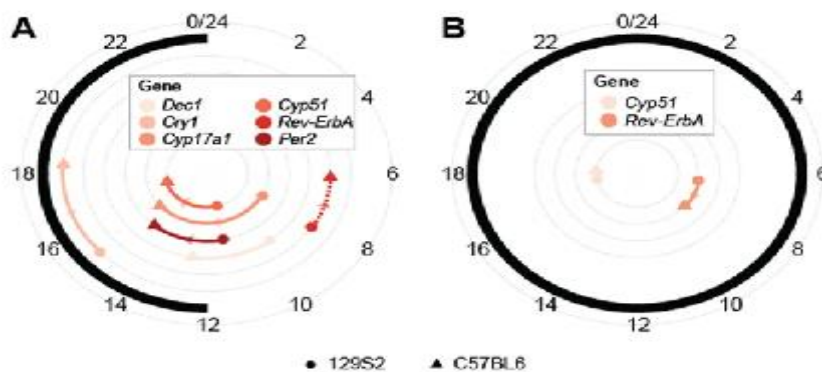 A
0/24
2
4
6
8
10
12
14
16
18
20
22
Gene
Dec1
Cry1
Cyp17a1
Cyp51
Rev-ErbA
Per2
B
0/24
2
4
6
8
10
12
14
16
18
20
22
Gene
Cyp51
Rev-ErbA
129S2
C57BL6